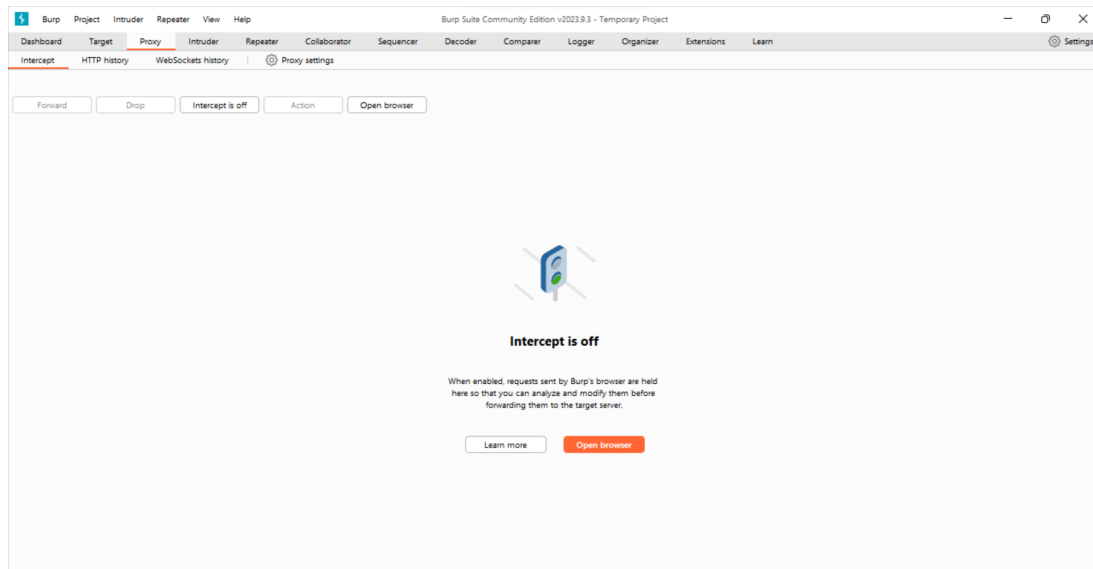 Burp Project Intruder Repeater View Help Burp Suite Community Edition v2023.9.3 - Temporary Project
Dashboard Target Proxy Intruder Repeater Collaborator Sequencer Decoder Comparer Logger Organizer Extensions Learn Settings
Intercept HTTP history WebSockets history Proxy settings
Forward Drop Intercept is off Action Open browser
Intercept is off
When enabled, requests sent by Burp's browser are held
here so that you can analyze and modify them before
forwarding them to the target server.
Learn more Open browser